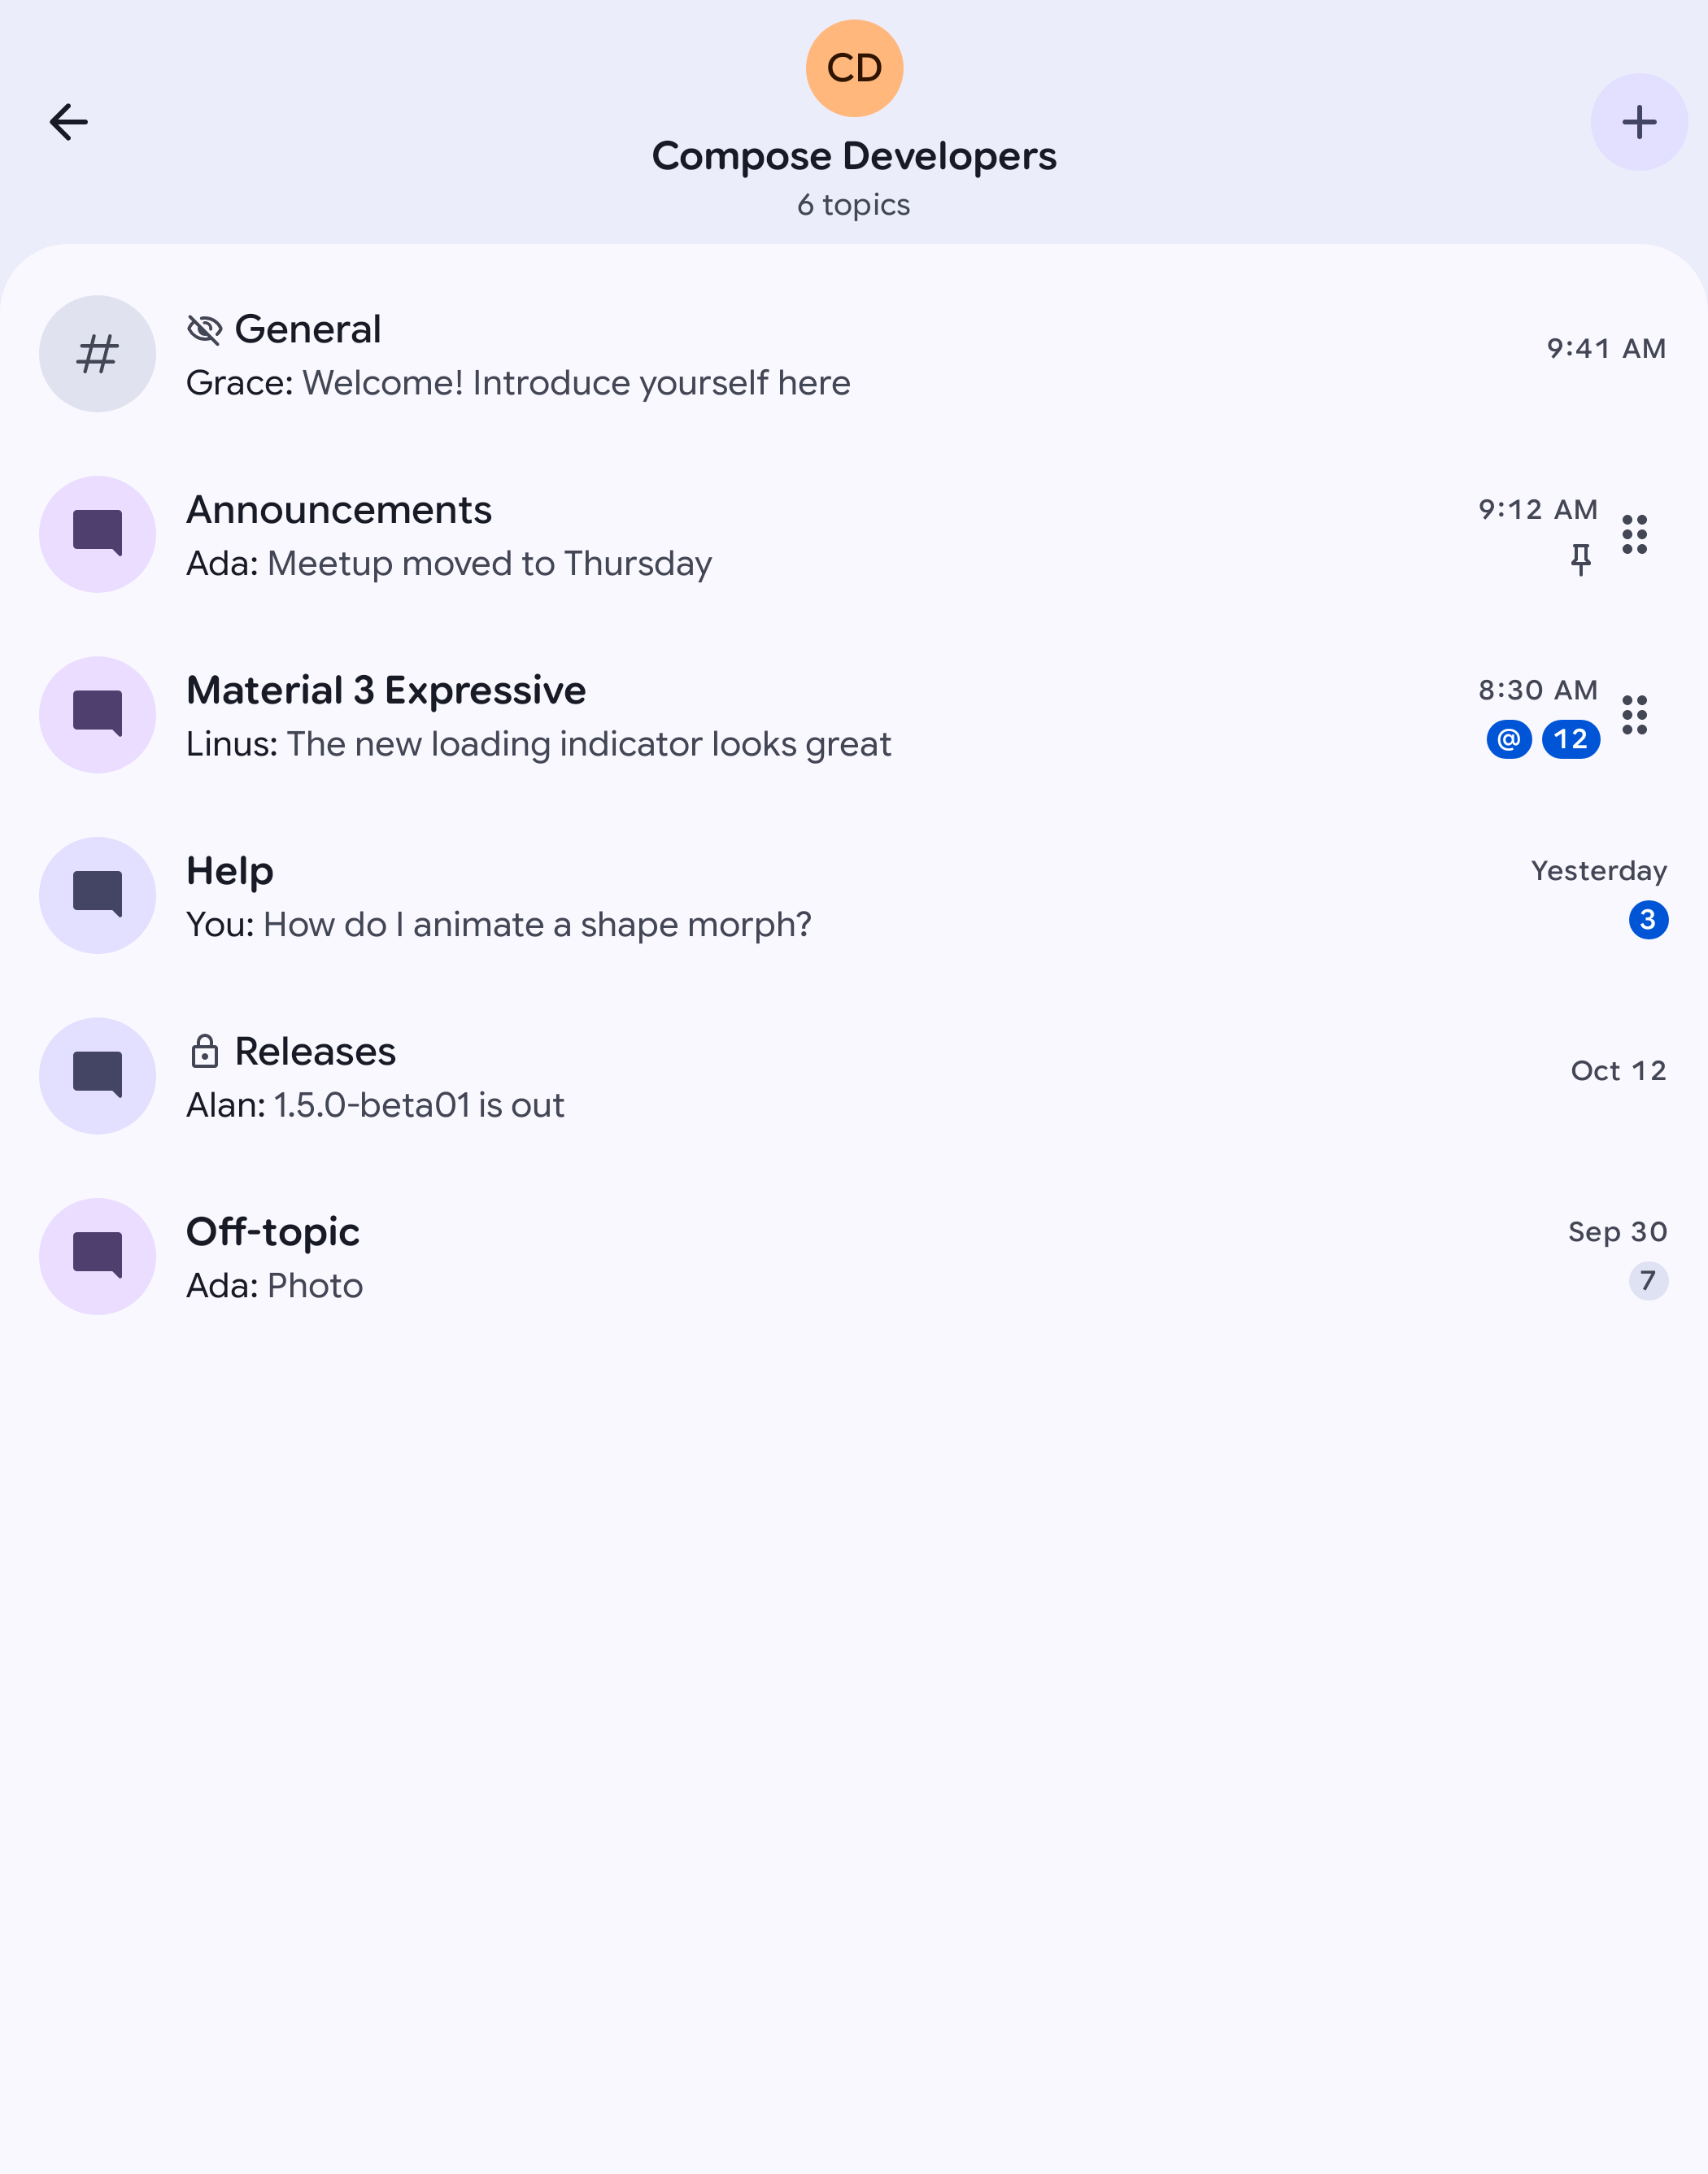 CD
Compose Developers
6 topics
General
9:41 AM
Grace: Welcome! Introduce yourself here
Announcements
9:12 AM
Ada: Meetup moved to Thursday
Material 3 Expressive
8:30 AM
Linus: The new loading indicator looks great
@ 12
Help
Yesterday
You: How do I animate a shape morph?
3
Releases
Oct 12
Alan: 1.5.0-beta01 is out
Off-topic
Sep 30
Ada: Photo
7